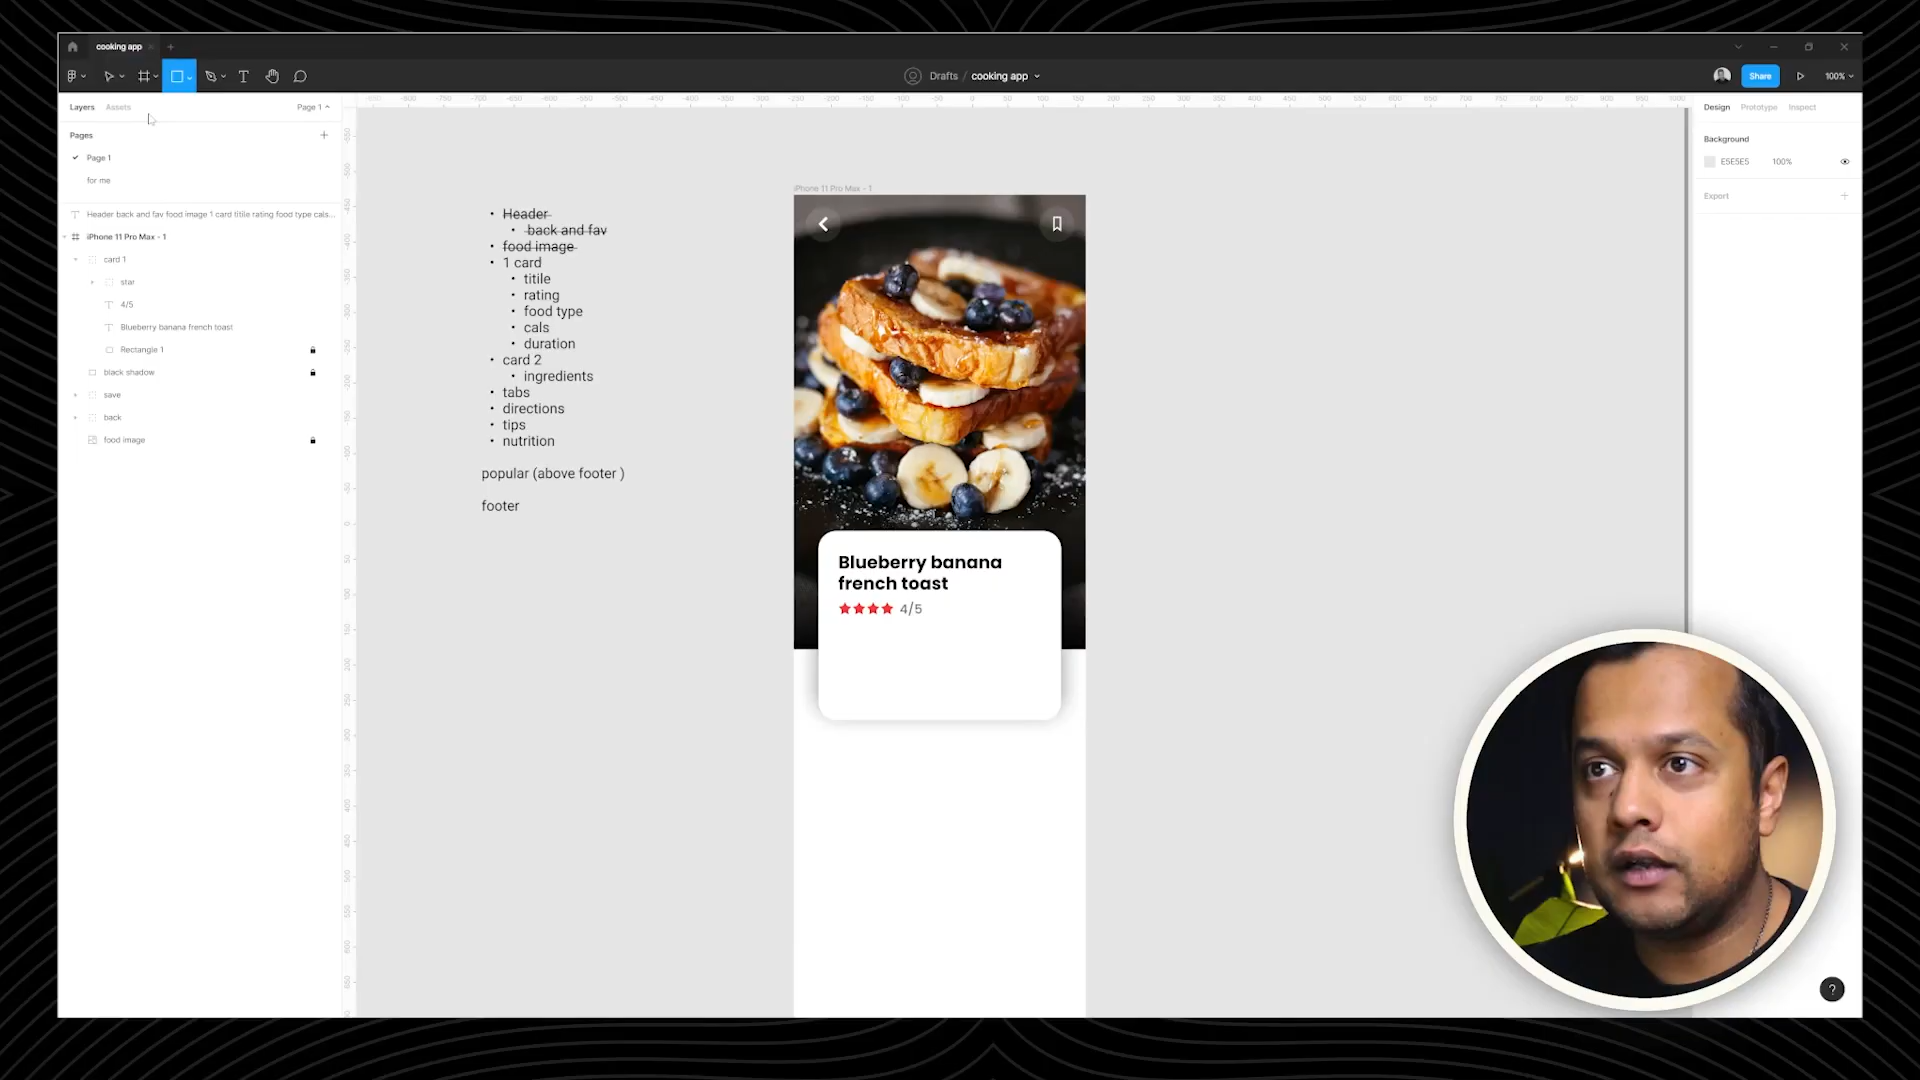 cooking app
Drafts / cooking app
Share
100%
Layers
Assets
Page 1
Design
Prototype
Inspect
Pages
Page 1
for me
Header back and fav food image 1 card titile rating food type cals...
iPhone 11 Pro Max - 1
card 1
star
4/5
Blueberry banana french toast
Rectangle 1
black shadow
save
back
food image
Background
E5E5E5
100%
Export
• Header
• back and fav
• food image
• 1 card
• titile
• rating
• food type
• cals
• duration
• card 2
• ingredients
• tabs
• directions
• tips
• nutrition
popular (above footer )
footer
iPhone 11 Pro Max - 1
Blueberry banana
french toast
4/5
?